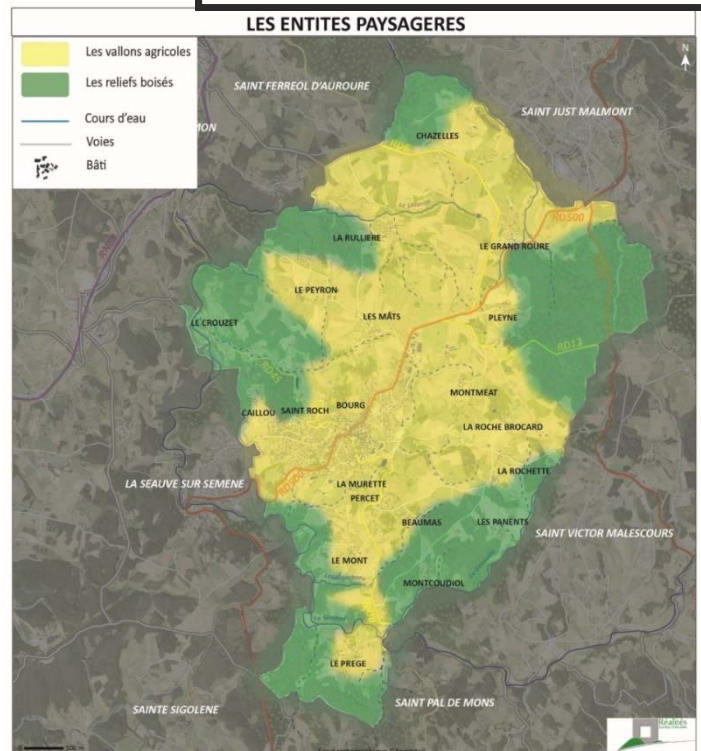 LES ENTITES PAYSAGERES
Les vallons agricoles
Les reliefs boisés
Cours d'eau
Voies
Bâti
N
SAINT FERREOL D'AUROURE
MON
SAINT JUST MALMONT
CHAZELLES
RD500
LA RULLIERE
LE GRAND ROURE
LE PEYRON
LES MÂTS
PLEYNE
LE CROUZET
RD12
RD45
MONTMEAT
BOURG
CAILLOU
SAINT ROCH
LA ROCHE BROCARD
LA ROCHETTE
LA SEAUVE SUR SEMENE
RD500
LA MURETTE
PERCET
BEAUMAS
LES PANENTS
SAINT VICTOR MALESCOURS
LE MONT
MONTCOUDIOL
LE PREGE
SAINTE SIGOLENE
SAINT PAL DE MONS
Réalités